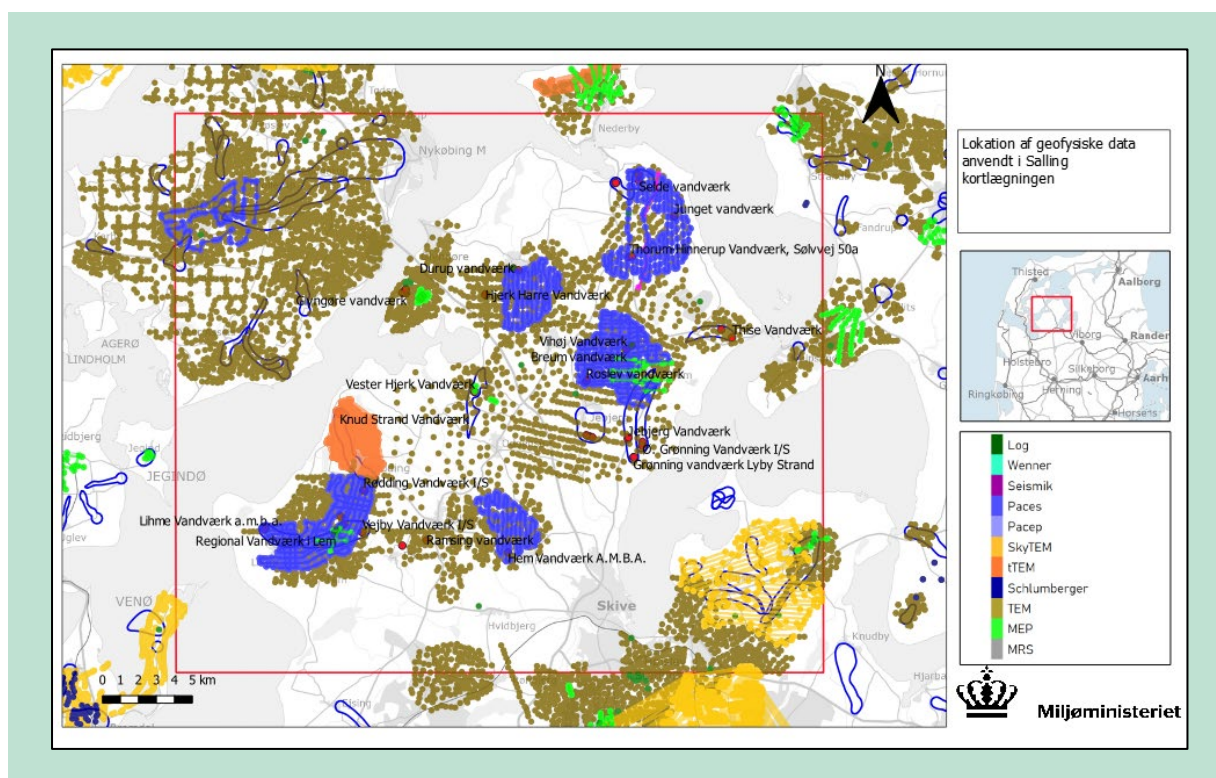 N
Nykøbing M
Nederby
Selde vandværk
Junget vandværk
Thorum Hinnerup Vandværk, Sølvvej 50a
Fandrup
Durup vandværk
Hjerk Harre Vandværk
Glyngøre vandværk
Thise Vandværk
Vihøj Vandværk
Breum Vandværk
Roslev vandværk
AGERØ
LINDHOLM
Vester Hjerk Vandværk
Knud Strand Vandværk
Jebjerg Vandværk
Ø. Grønning Vandværk I/S
Grønning vandværk Lyby Strand
JEGINDØ
Rødding Vandværk I/S
Lihme Vandværk a.m.b.a.
Vejby Vandværk I/S
Regional Vandværk i Lem
Ramsing vandværk
Hem Vandværk A.M.B.A.
VENØ
Skive
Hvidbjerg
Knudby
0 1 2 3 4 5 km
Lokation af geofysiske data
anvendt i Salling
kortlægningen
Thisted
Aalborg
Viborg
Holstebro
Silkeborg
Herning
Ringkøbing
Horsens
Log
Wenner
Seismik
Paces
Pacep
SkyTEM
tTEM
Schlumberger
TEM
MEP
MRS
Miljøministeriet